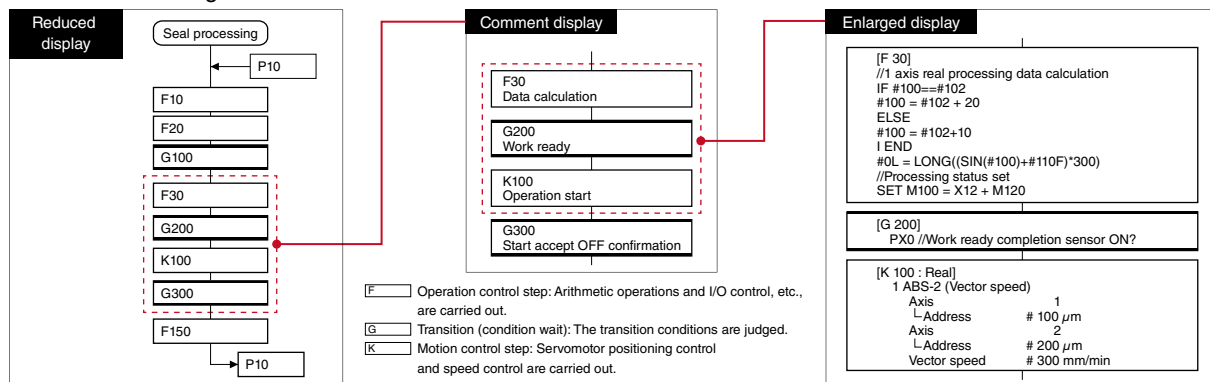 Reduced
display
Seal processing
P10
F10
F20
G100
F30
G200
K100
G300
F150
P10
Comment display
F30
Data calculation
G200
Work ready
K100
Operation start
G300
Start accept OFF confirmation
F Operation control step: Arithmetic operations and I/O control, etc.,
are carried out.
G Transition (condition wait): The transition conditions are judged.
K Motion control step: Servomotor positioning control
and speed control are carried out.
Enlarged display
[F 30]
//1 axis real processing data calculation
IF #100==#102
#100 = #102 + 20
ELSE
#100 = #102+10
I END
#0L = LONG((SIN(#100)+#110F)*300)
//Processing status set
SET M100 = X12 + M120
[G 200]
PX0 //Work ready completion sensor ON?
[K 100 : Real]
1 ABS-2 (Vector speed)
Axis 1
Address # 100 µm
Axis 2
Address # 200 µm
Vector speed # 300 mm/min